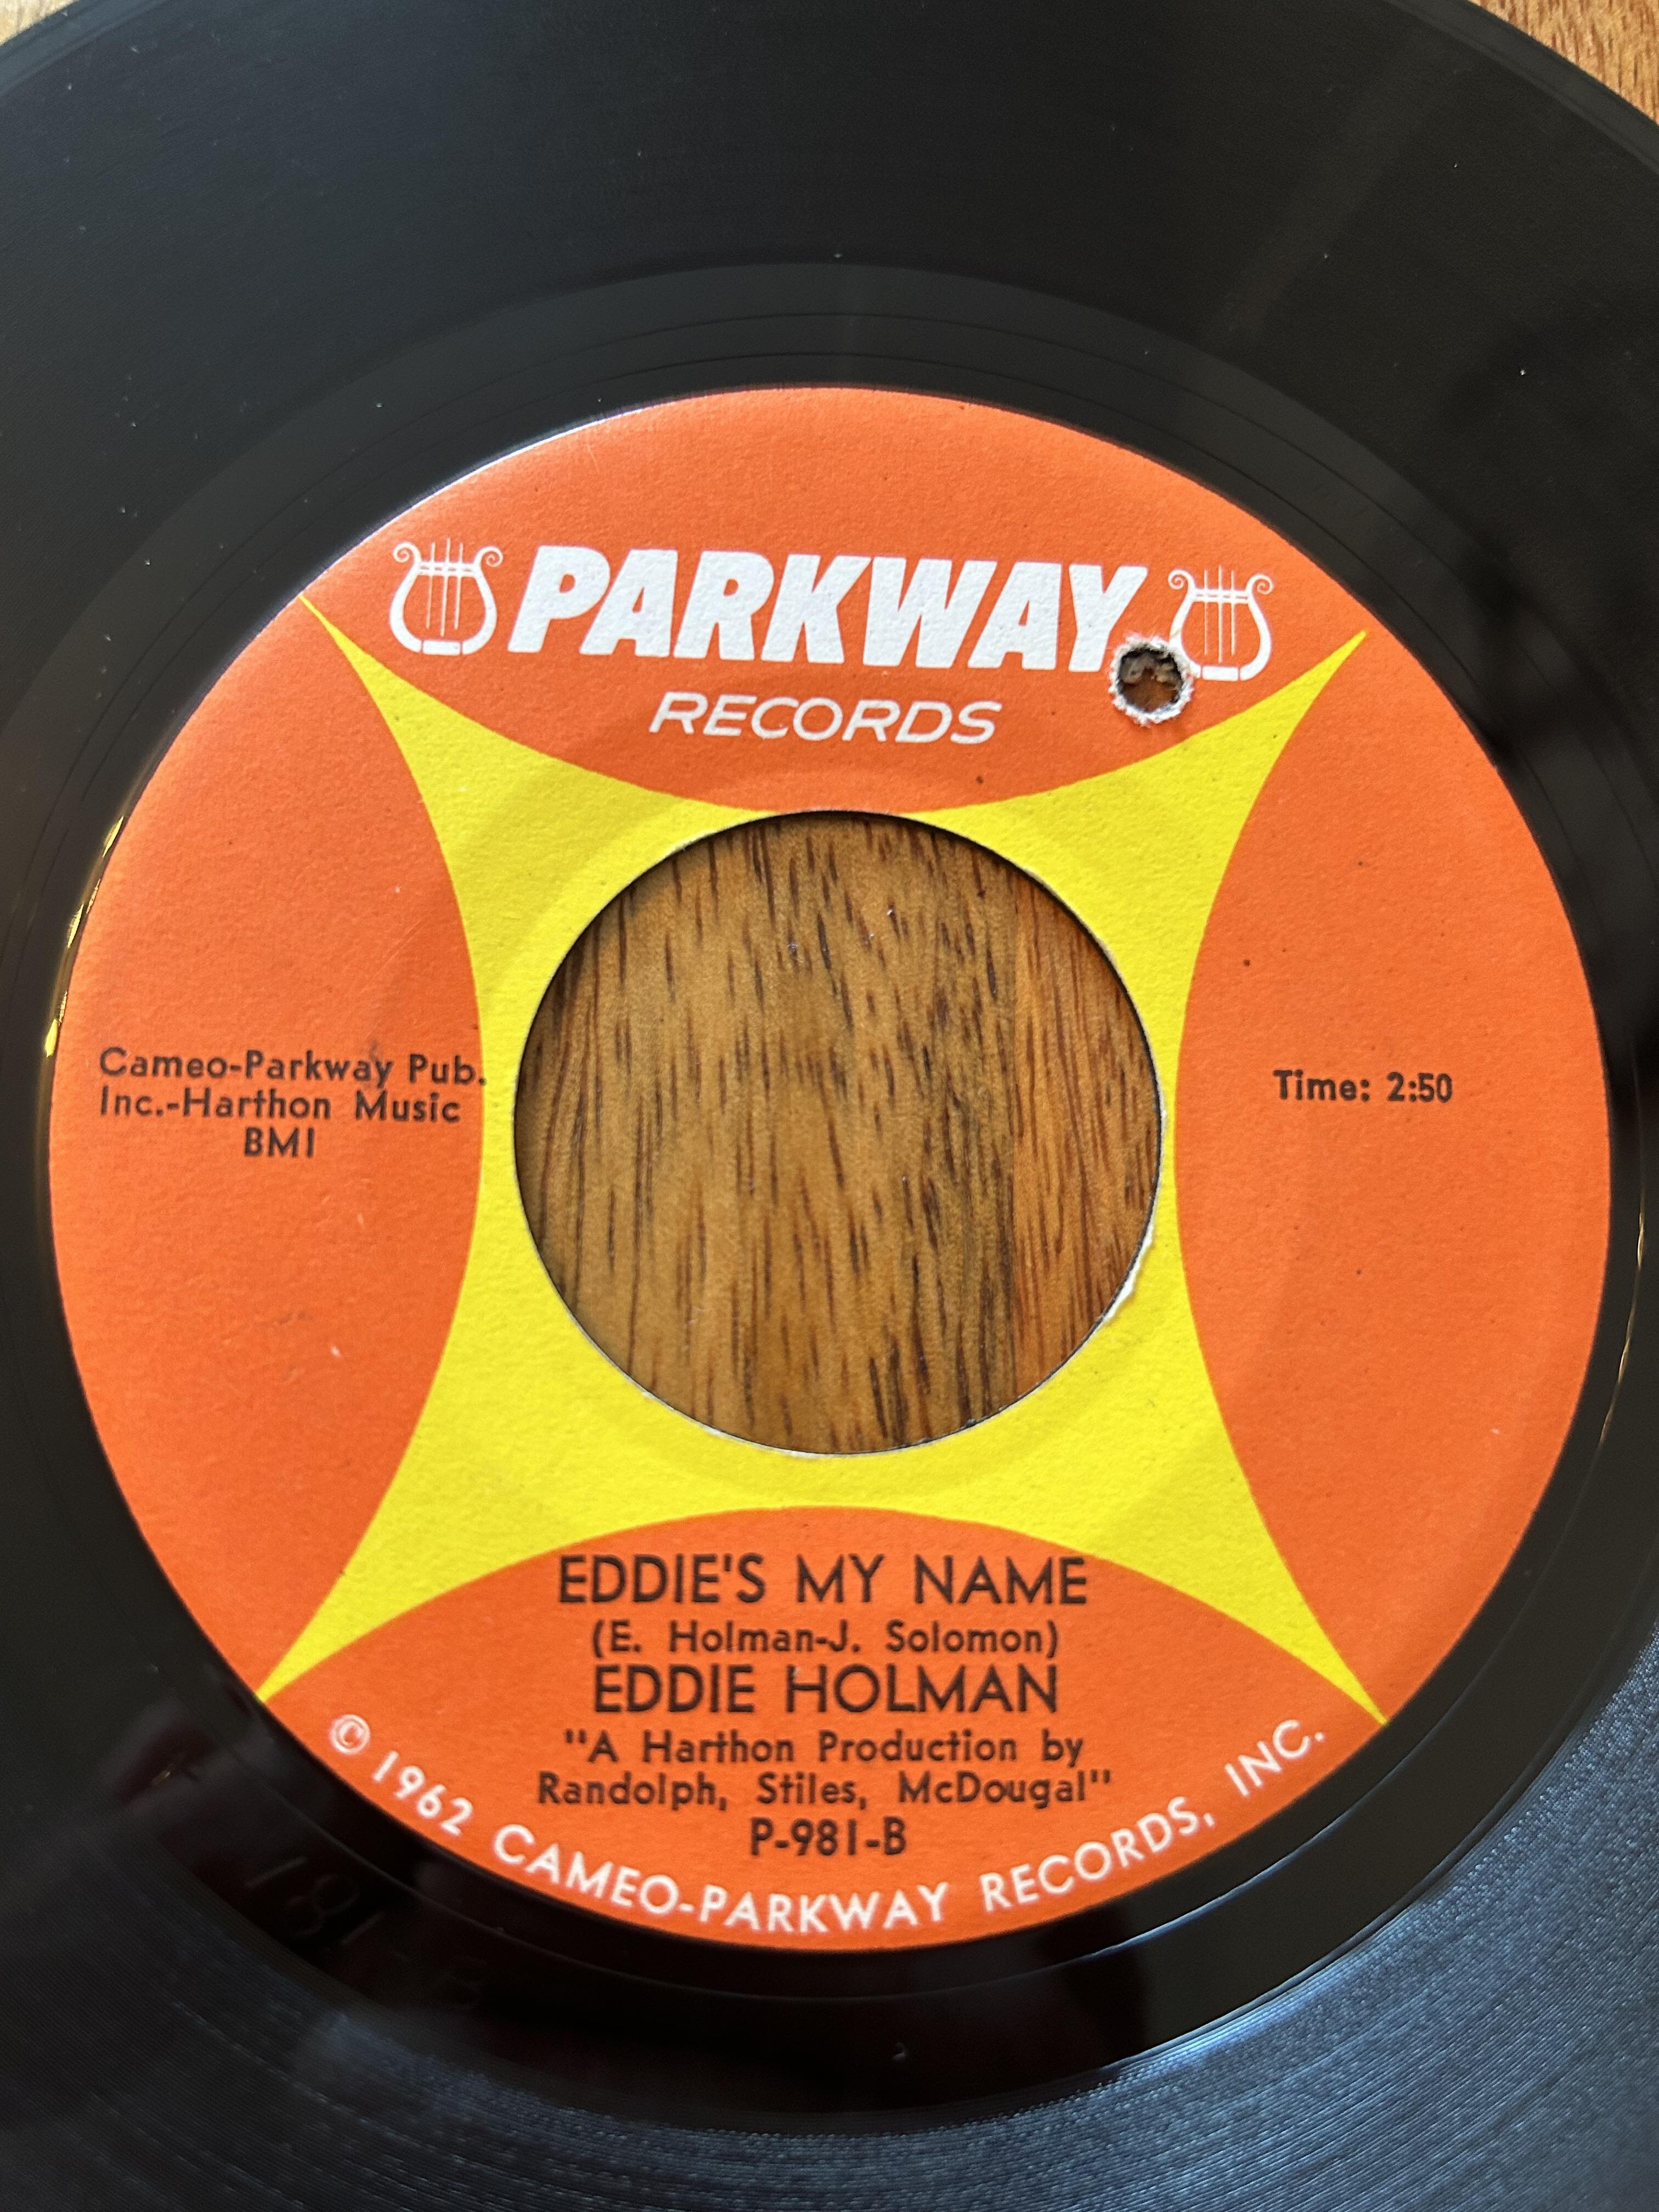 PARKWAY
RECORDS
Cameo-Parkway Pub.
Inc.-Harthon Music
BMI
Time: 2:50
EDDIE'S MY NAME
(E. Holman-J. Solomon)
EDDIE HOLMAN
"A Harthon Production by
Randolph, Stiles, McDougal"
P-981-B
© 1962 CAMEO-PARKWAY RECORDS, INC.